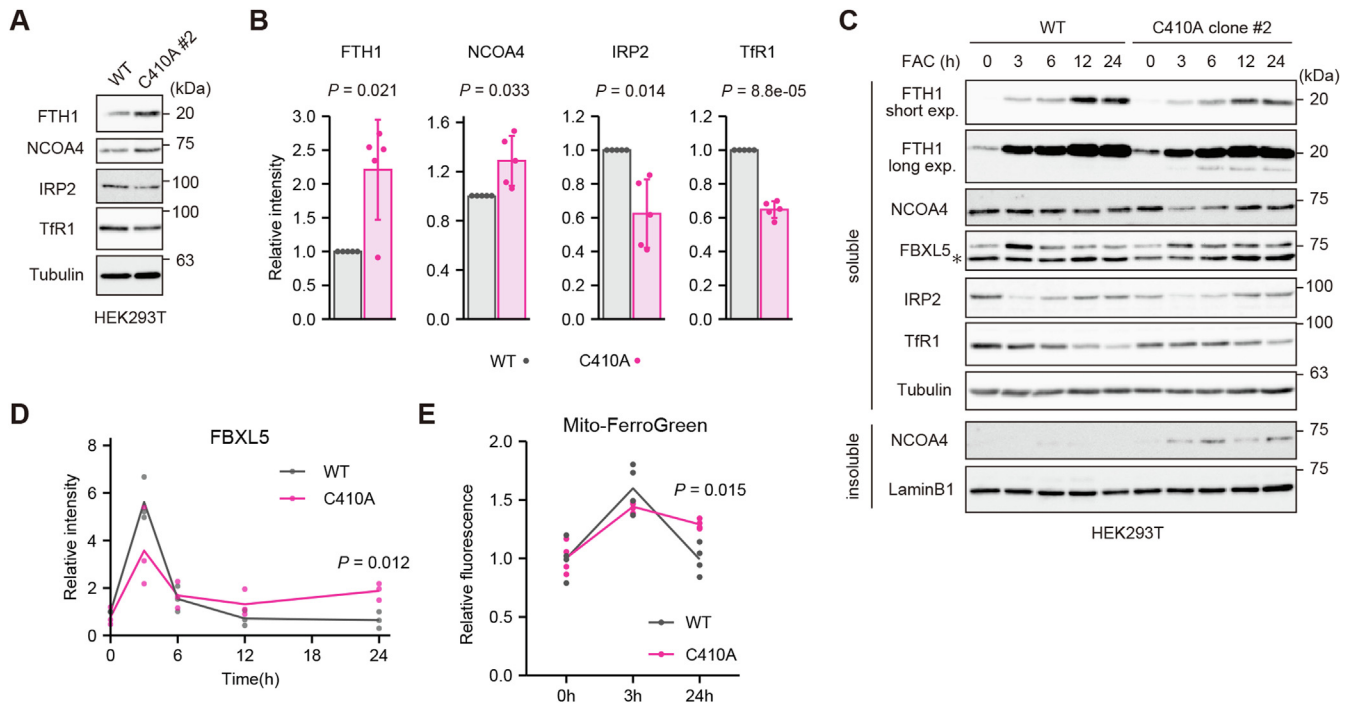 A
WT
C410A #2
(kDa)
FTH1
20
NCOA4
75
IRP2
100
TfR1
100
Tubulin
63
HEK293T
B
FTH1
NCOA4
IRP2
TfR1
P = 0.021
P = 0.033
P = 0.014
P = 8.8e-05
Relative intensity
3.0
2.5
2.0
1.5
1.0
0.5
0.0
1.6
1.2
0.8
0.4
0.0
1.2
1.0
0.8
0.6
0.4
0.2
0.0
1.2
1.0
0.8
0.6
0.4
0.2
0.0
WT
C410A
C
WT
C410A clone #2
FAC (h)
0 3 6 12 24 0 3 6 12 24
(kDa)
soluble
FTH1
short exp.
20
FTH1
long exp.
20
NCOA4
75
FBXL5
75
*
IRP2
100
TfR1
100
Tubulin
63
insoluble
NCOA4
75
LaminB1
75
HEK293T
D
FBXL5
WT
C410A
P = 0.012
Relative intensity
8
6
4
2
0
0 6 12 18 24
Time(h)
E
Mito-FerroGreen
P = 0.015
Relative fluorescence
2.0
1.5
1.0
0.5
0.0
WT
C410A
0h 3h 24h